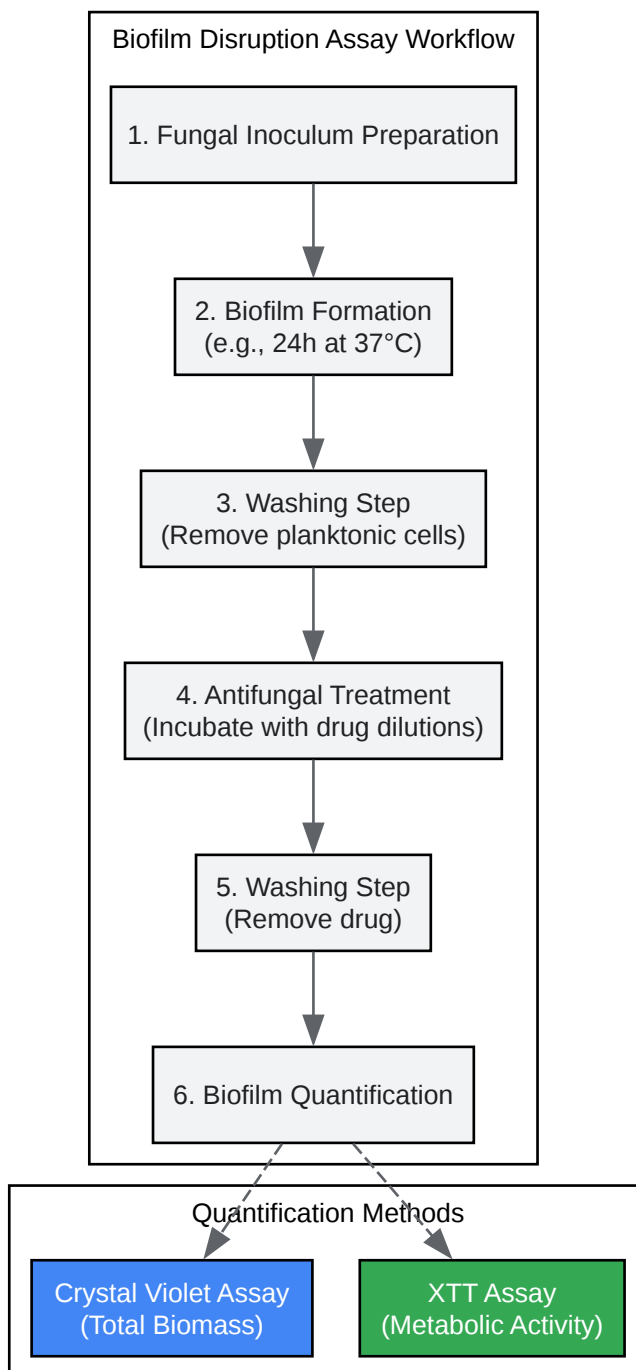 Biofilm Disruption Assay Workflow
1. Fungal Inoculum Preparation
2. Biofilm Formation
(e.g., 24h at 37°C)
3. Washing Step
(Remove planktonic cells)
4. Antifungal Treatment
(Incubate with drug dilutions)
5. Washing Step
(Remove drug)
6. Biofilm Quantification
Quantification Methods
Crystal Violet Assay
(Total Biomass)
XTT Assay
(Metabolic Activity)